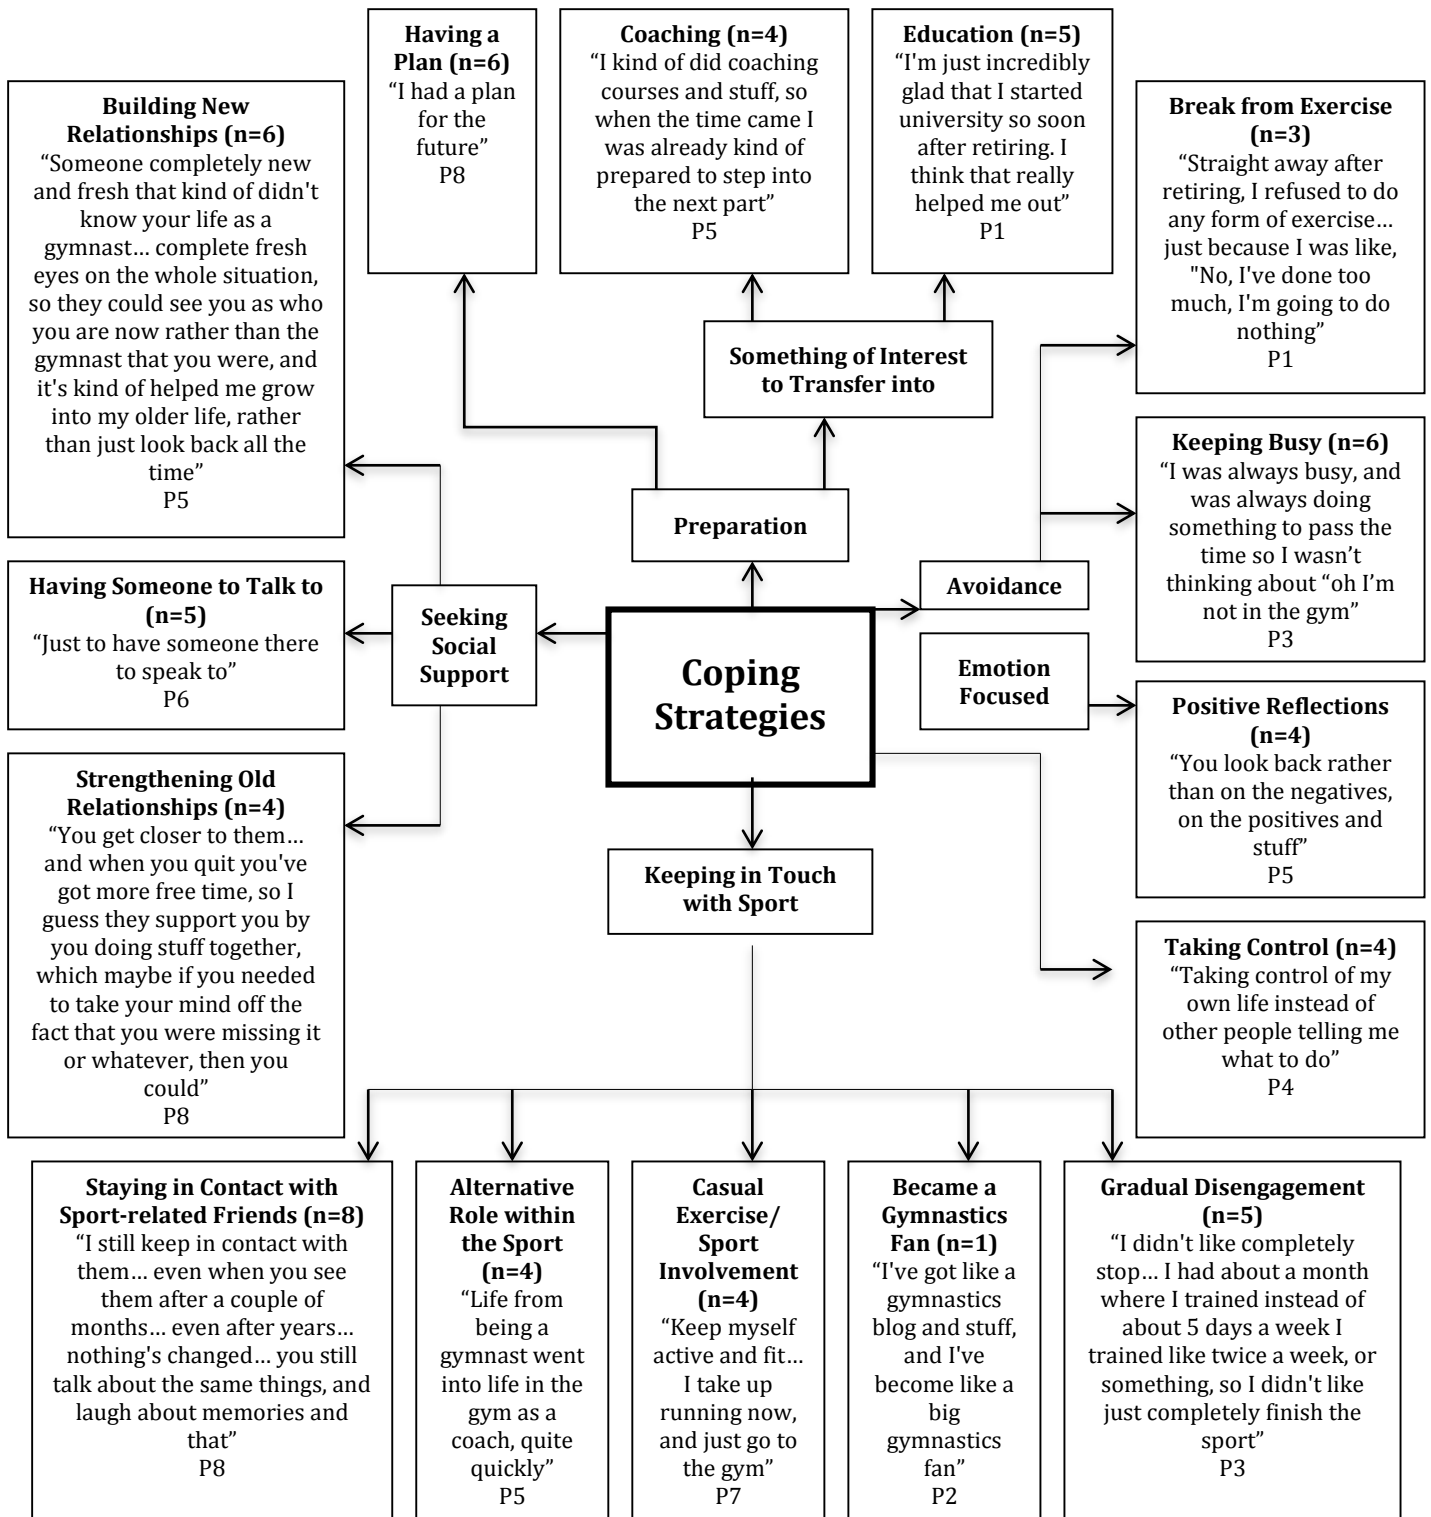 Having a
Plan (n=6)
“I had a plan
for the
future”
P8
Coaching (n=4)
“I kind of did coaching
courses and stuff, so
when the time came I
was already kind of
prepared to step into
the next part”
P5
Education (n=5)
“I'm just incredibly
glad that I started
university so soon
after retiring. I
think that really
helped me out”
P1
Building New
Relationships (n=6)
“Someone completely new
and fresh that kind of didn't
know your life as a
gymnast… complete fresh
eyes on the whole situation,
so they could see you as who
you are now rather than the
gymnast that you were, and
it's kind of helped me grow
into my older life, rather
than just look back all the
time”
P5
Break from Exercise
(n=3)
“Straight away after
retiring, I refused to do
any form of exercise…
just because I was like,
"No, I've done too
much, I'm going to do
nothing”
P1
Something of Interest
to Transfer into
Keeping Busy (n=6)
“I was always busy, and
was always doing
something to pass the
time so I wasn’t
thinking about “oh I’m
not in the gym”
P3
Preparation
Avoidance
Having Someone to Talk to
(n=5)
“Just to have someone there
to speak to”
P6
Seeking
Social
Support
Coping
Strategies
Emotion
Focused
Positive Reflections
(n=4)
“You look back rather
than on the negatives,
on the positives and
stuff”
P5
Strengthening Old
Relationships (n=4)
“You get closer to them…
and when you quit you've
got more free time, so I
guess they support you by
you doing stuff together,
which maybe if you needed
to take your mind off the
fact that you were missing it
or whatever, then you
could”
P8
Keeping in Touch
with Sport
Taking Control (n=4)
“Taking control of my
own life instead of
other people telling me
what to do”
P4
Staying in Contact with
Sport-related Friends (n=8)
“I still keep in contact with
them… even when you see
them after a couple of
months… even after years…
nothing's changed… you still
talk about the same things, and
laugh about memories and
that”
P8
Alternative
Role within
the Sport
(n=4)
“Life from
being a
gymnast went
into life in the
gym as a
coach, quite
quickly”
P5
Casual
Exercise/
Sport
Involvement
(n=4)
“Keep myself
active and fit…
I take up
running now,
and just go to
the gym”
P7
Became a
Gymnastics
Fan (n=1)
“I've got like a
gymnastics
blog and stuff,
and I've
become like a
big
gymnastics
fan”
P2
Gradual Disengagement
(n=5)
“I didn't like completely
stop… I had about a month
where I trained instead of
about 5 days a week I
trained like twice a week, or
something, so I didn't like
just completely finish the
sport”
P3